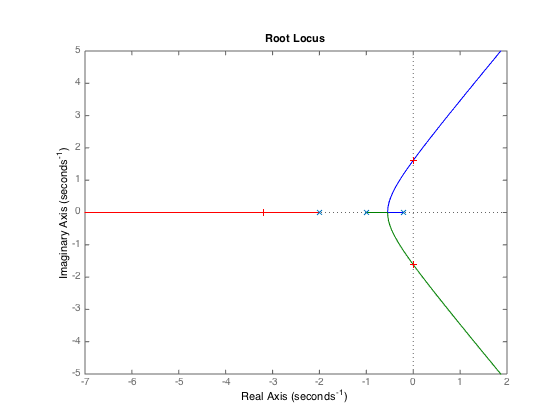 Root Locus
5
4
3
2
1
0
-1
-2
-3
-4
-5
Imaginary Axis (seconds⁻¹)
-7 -6 -5 -4 -3 -2 -1 0 1 2
Real Axis (seconds⁻¹)